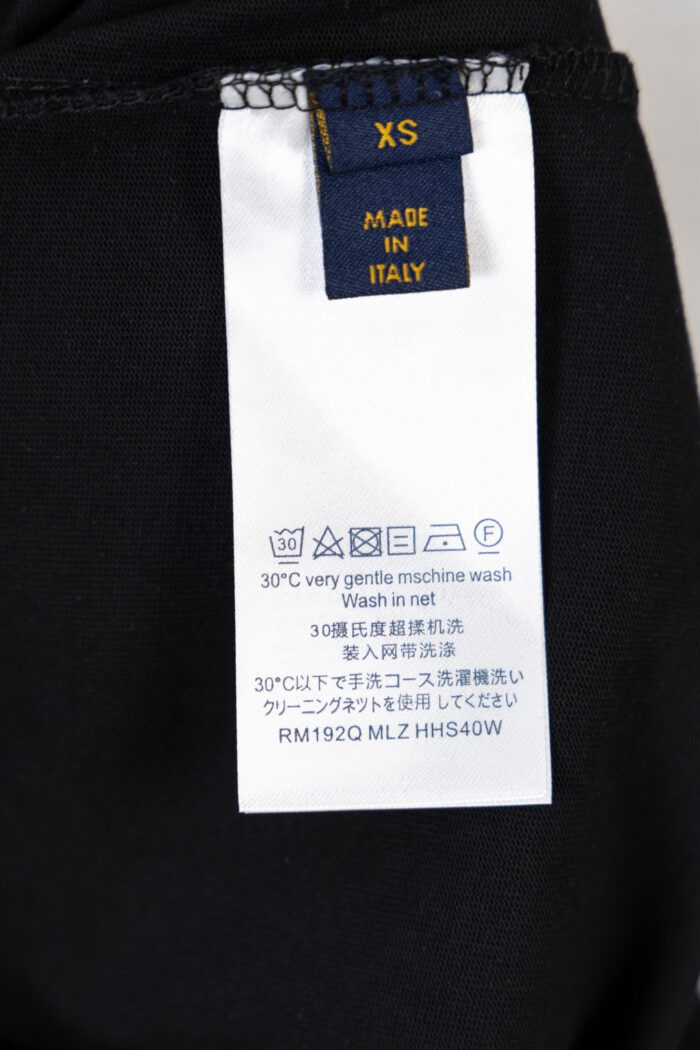 XS
MADE
IN
ITALY
30
F
30°C very gentle mschine wash
Wash in net
30摄氏度超揉机洗
装入网带洗涤
30°C以下で手洗コース洗濯機洗い
クリーニングネットを使用 してください
RM192Q MLZ HHS40W